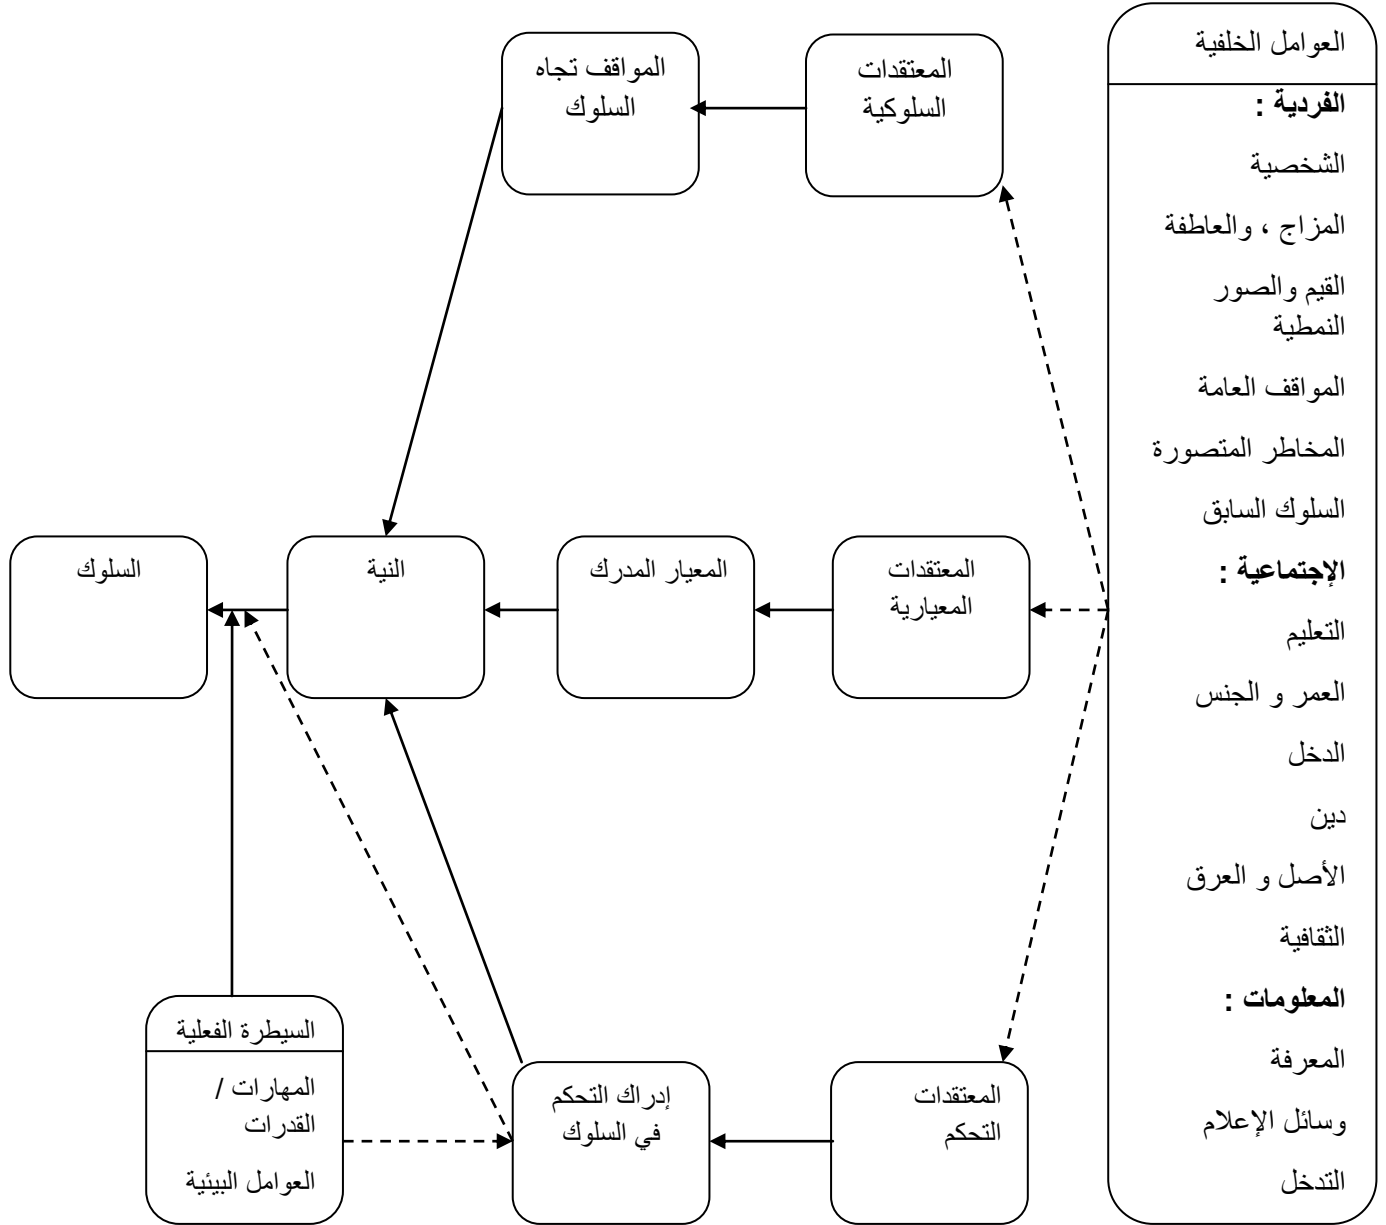 العوامل الخلفية
الفردية :
الشخصية
المزاج ، والعاطفة
القيم والصور
النمطية
المواقف العامة
المخاطر المتصورة
السلوك السابق
الإجتماعية :
التعليم
العمر و الجنس
الدخل
دين
الأصل و العرق
الثقافية
المعلومات :
المعرفة
وسائل الإعلام
التدخل
المعتقدات
السلوكية
المواقف تجاه
السلوك
المعتقدات
المعيارية
المعيار المدرك
النية
السلوك
المعتقدات
التحكم
إدراك التحكم
في السلوك
السيطرة الفعلية
المهارات /
القدرات
العوامل البيئية